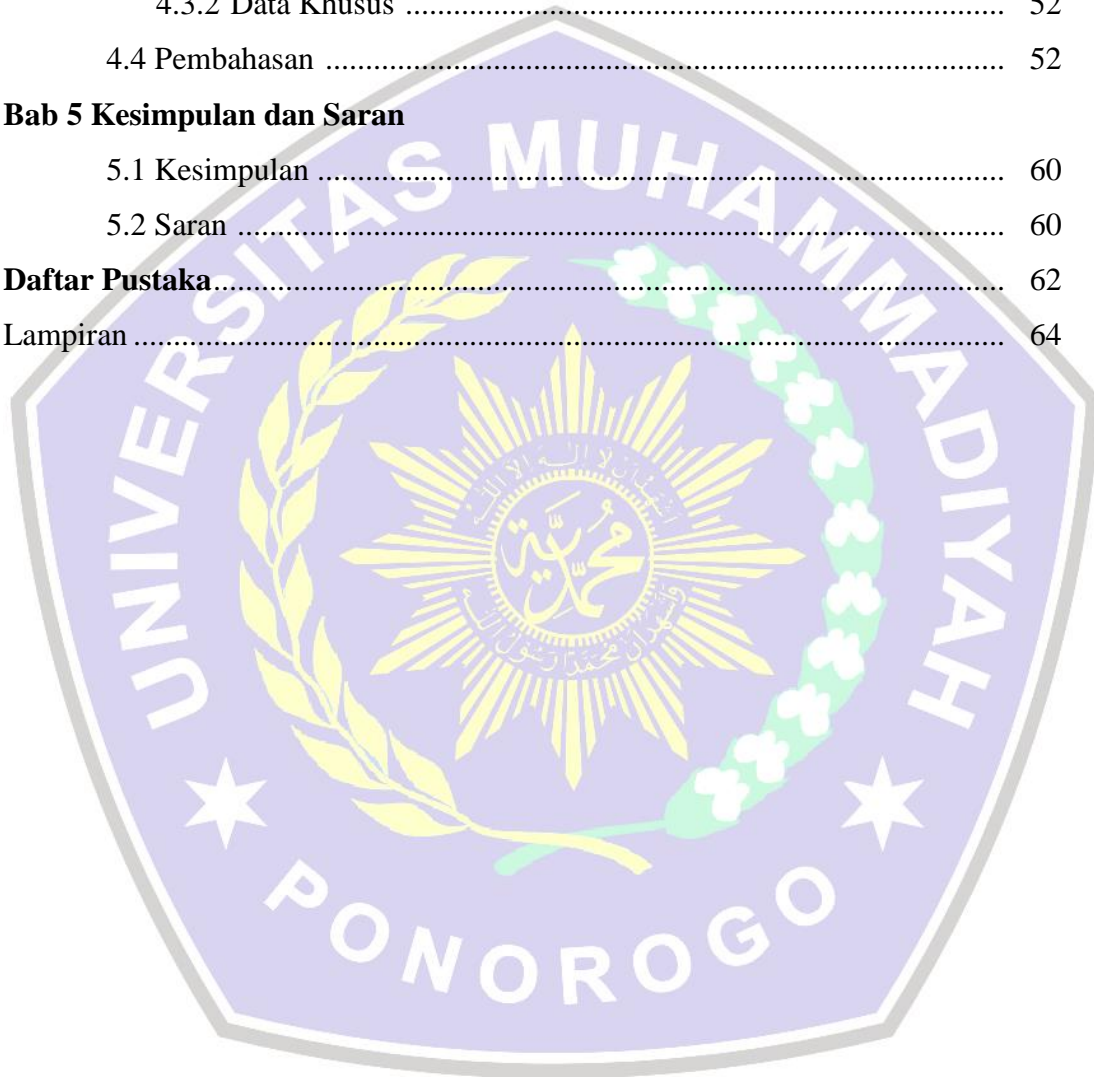 4.3.2 Data Khusus .......................................................................... 52
4.4 Pembahasan .................................................................................... 52
Bab 5 Kesimpulan dan Saran
5.1 Kesimpulan ..................................................................................... 60
5.2 Saran ............................................................................................... 60
Daftar Pustaka.................................................................................................. 62
Lampiran ............................................................................................................ 64
UNIVERSITAS MUHAMMADIYAH
PONOROGO
محمدية